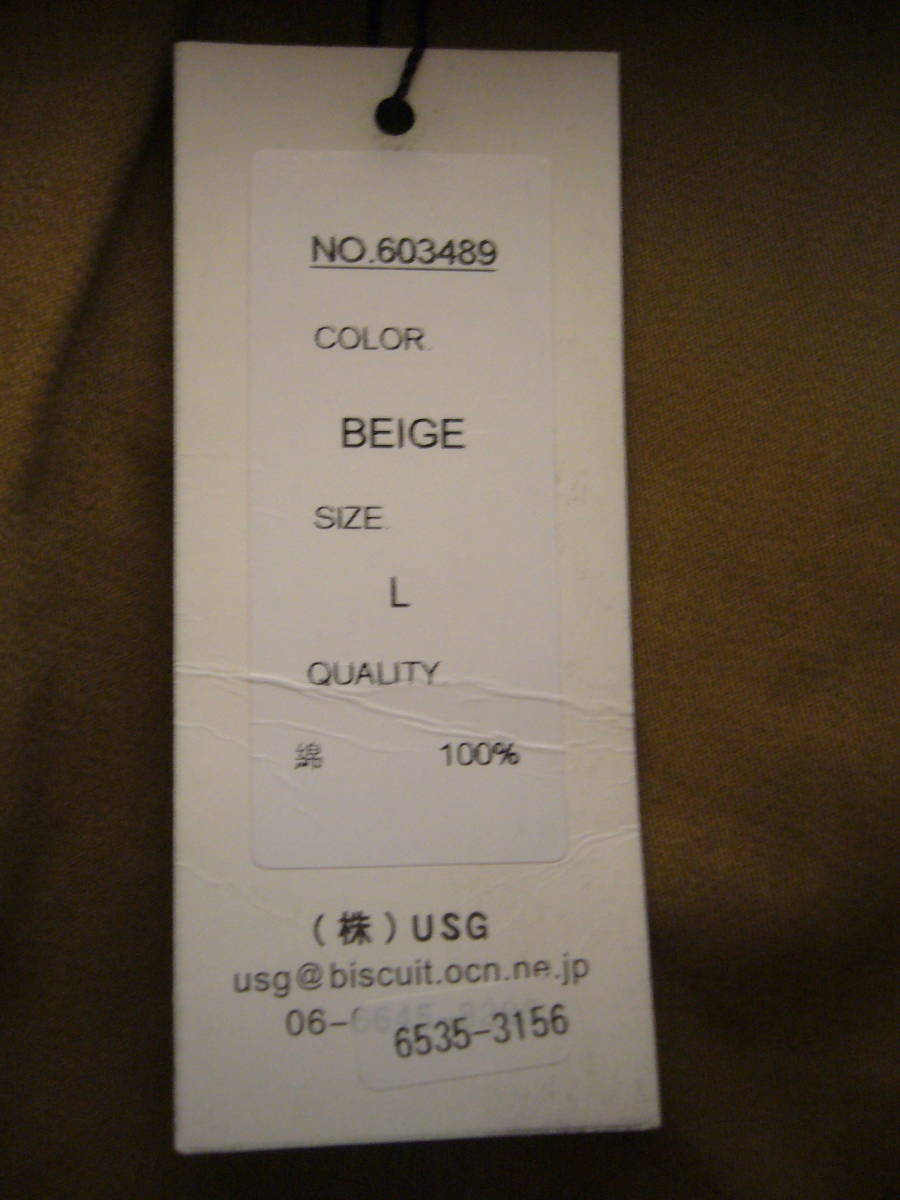 NO.603489
COLOR.
BEIGE
SIZE.
L
QUALITY.
綿 100%
(株)USG
usg@biscuit.ocn.ne.jp
06-6535-3156